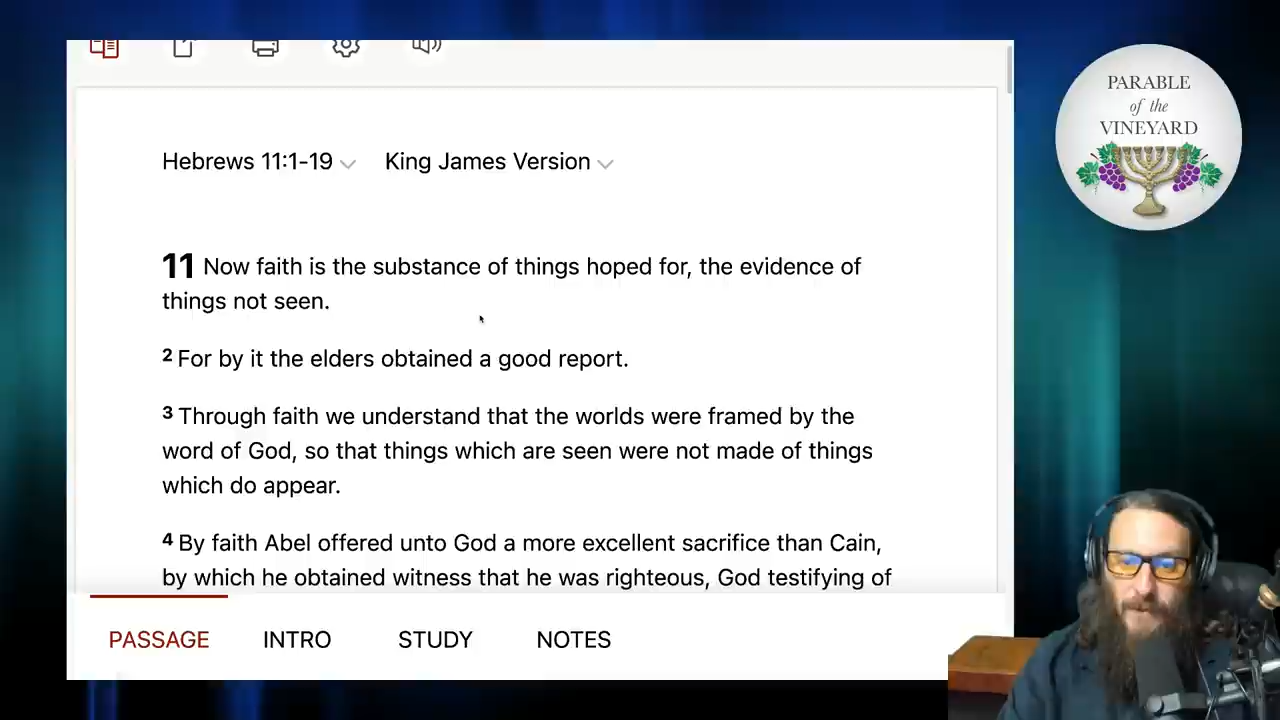 PARABLE
of the
VINEYARD
Hebrews 11:1-19 King James Version
11 Now faith is the substance of things hoped for, the evidence of
things not seen.
2 For by it the elders obtained a good report.
3 Through faith we understand that the worlds were framed by the
word of God, so that things which are seen were not made of things
which do appear.
4 By faith Abel offered unto God a more excellent sacrifice than Cain,
by which he obtained witness that he was righteous, God testifying of
PASSAGE INTRO STUDY NOTES